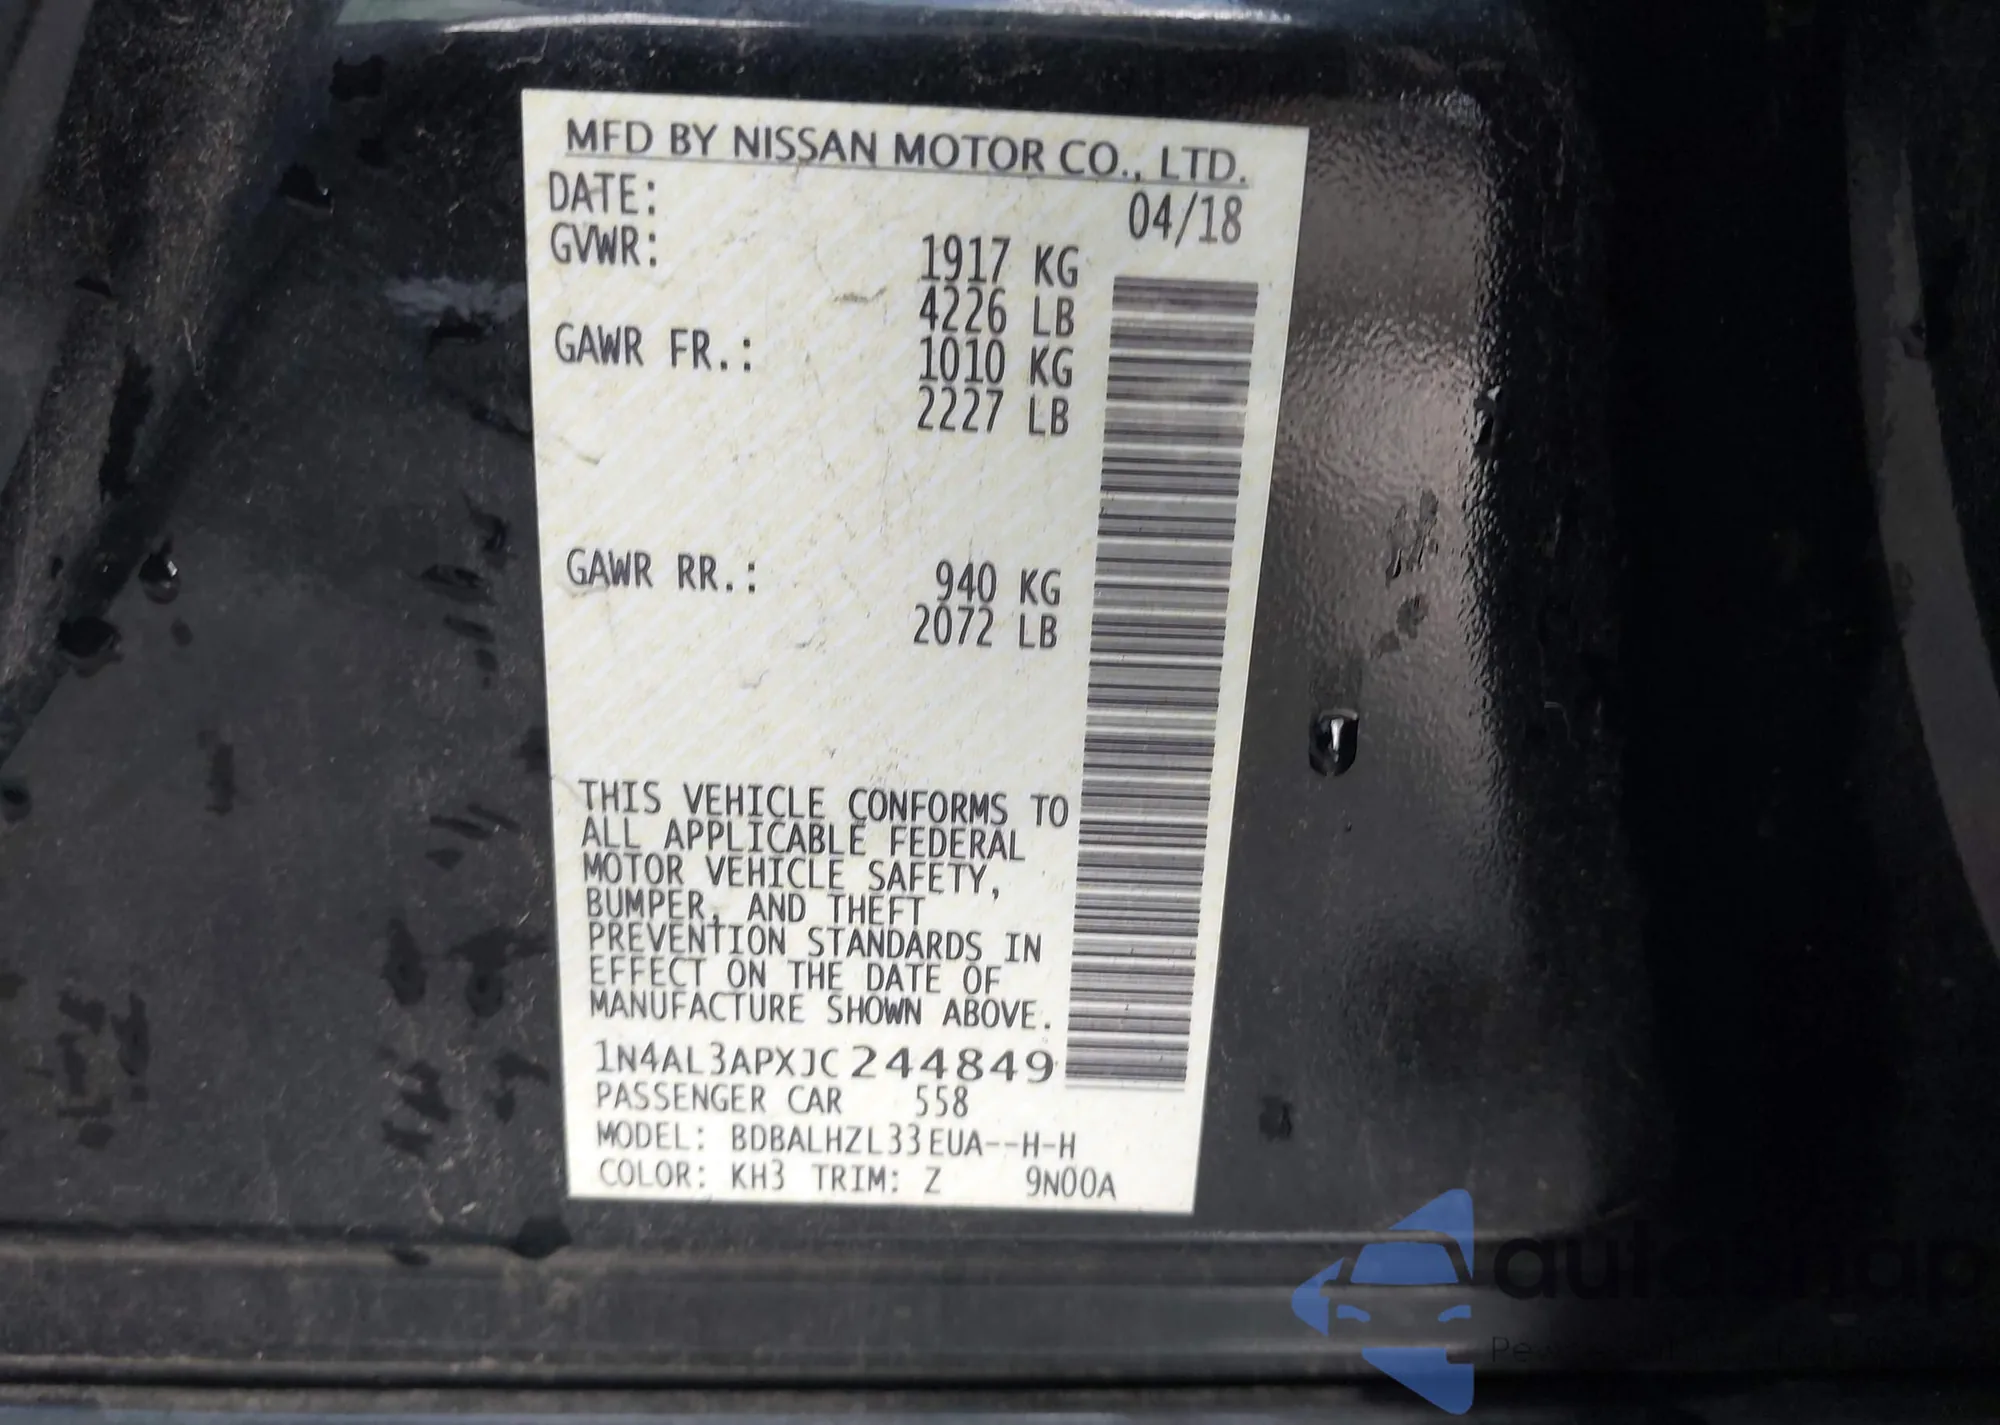 MFD BY NISSAN MOTOR CO., LTD.
DATE: 04/18
GVWR: 1917 KG
4226 LB
GAWR FR.: 1010 KG
2227 LB
GAWR RR.: 940 KG
2072 LB
THIS VEHICLE CONFORMS TO
ALL APPLICABLE FEDERAL
MOTOR VEHICLE SAFETY,
BUMPER, AND THEFT
PREVENTION STANDARDS IN
EFFECT ON THE DATE OF
MANUFACTURE SHOWN ABOVE.
1N4AL3APXJC244849
PASSENGER CAR 558
MODEL: BDBALHZL33EUA--H-H
COLOR: KH3 TRIM: Z 9N00A